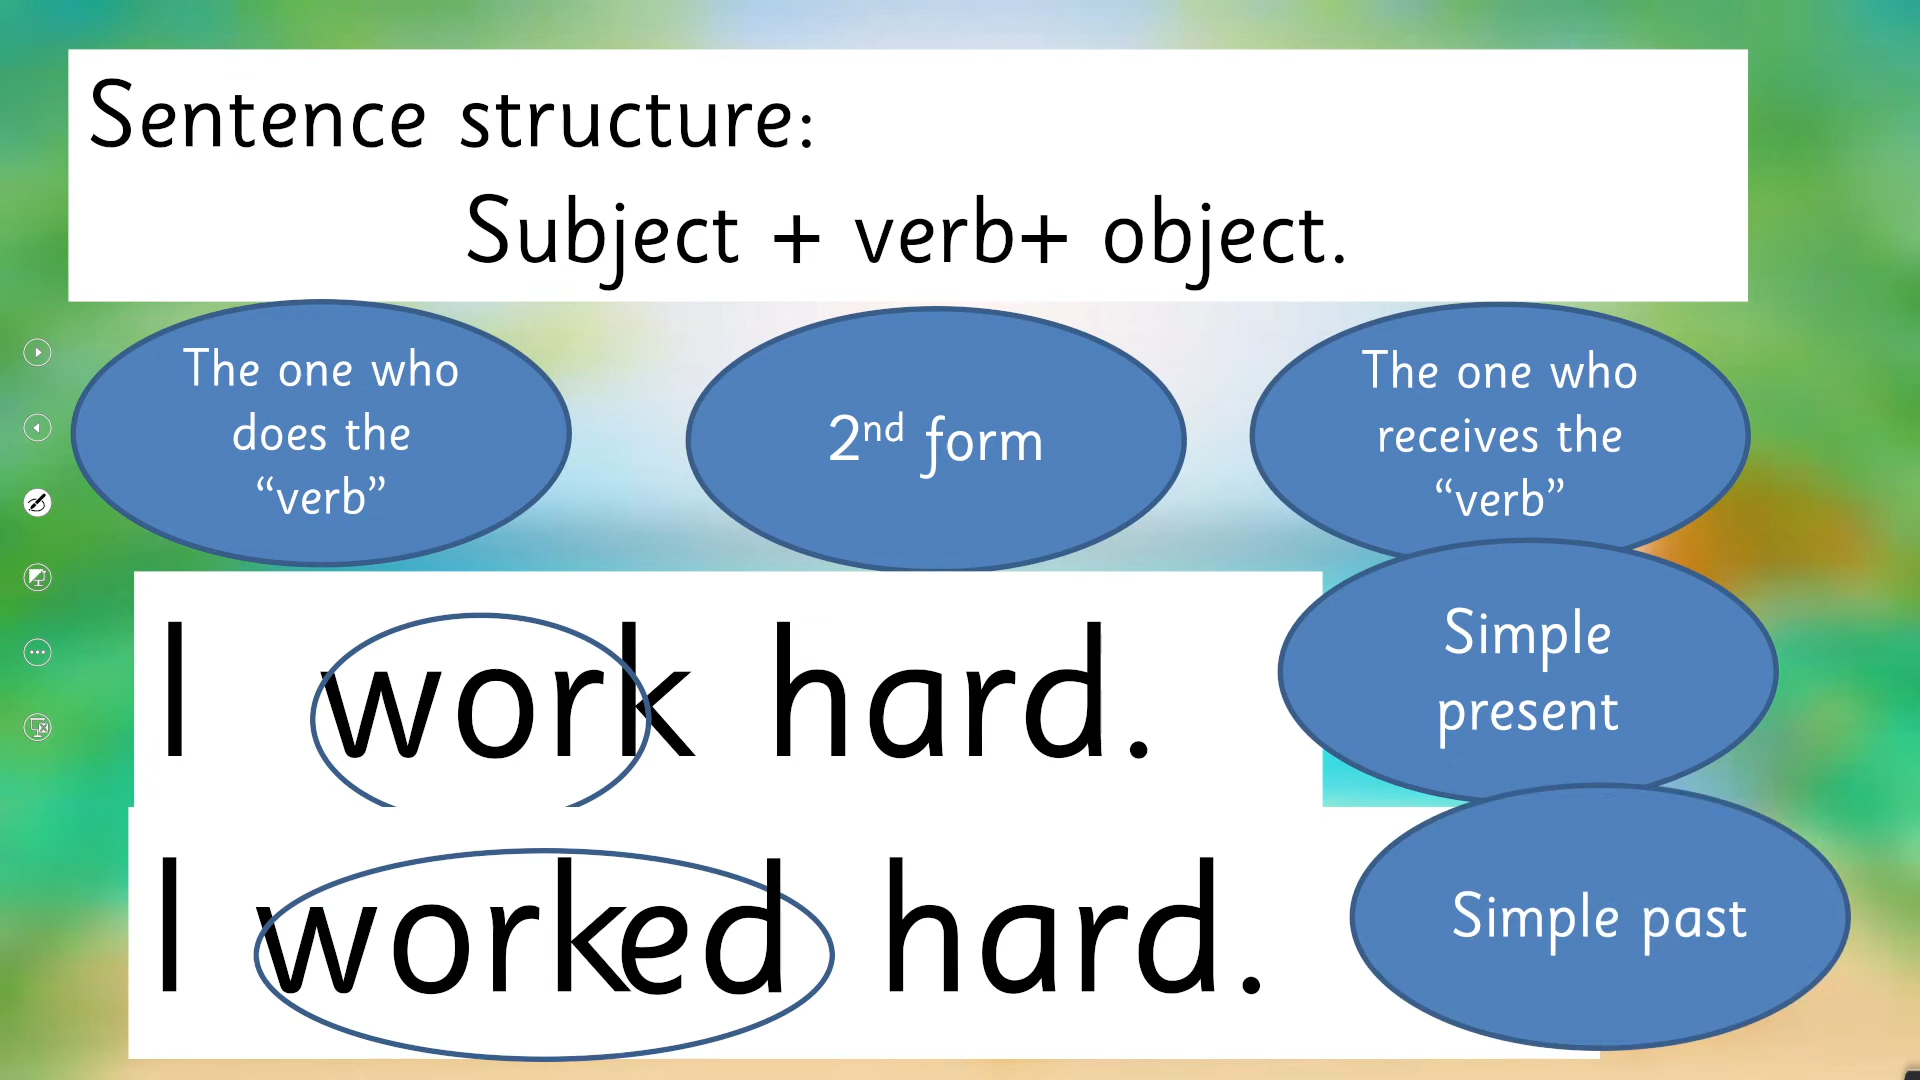 Sentence structure:
Subject + verb+ object.
The one who
does the
“verb”
2nd form
The one who
receives the
“verb”
I work hard.
Simple
present
I worked hard.
Simple past